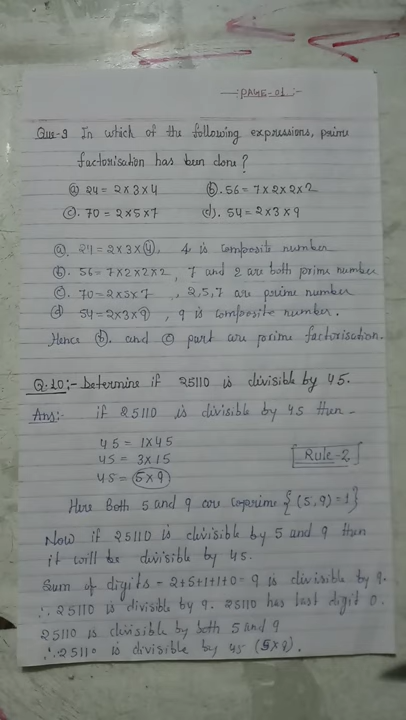 —:PAGE-01:-
Que-9 In which of the following expressions, prime
factorisation has been done?
ⓐ 24 = 2×3×4 ⓑ. 56 = 7×2×2×2
ⓒ. 70 = 2×5×7 ⓓ. 54 = 2×3×9
ⓐ. 24 = 2×3×4, 4 is composite number
ⓑ. 56 = 7×2×2×2, 7 and 2 are both prime number
ⓒ. 70 = 2×5×7, 2,5,7 are prime number
ⓓ 54 = 2×3×9, 9 is composite number.
Hence ⓑ. and ⓒ part are prime factorisation.
Q.10:- Determine if 25110 is divisible by 45.
Ans:- if 25110 is divisible by 45 then -
45 = 1×45
45 = 3×15 [Rule-2]
45 = 5×9
Here Both 5 and 9 are coprime {(5,9)=1}
Now if 25110 is divisible by 5 and 9 then
it will be divisible by 45.
Sum of digits - 2+5+1+1+0 = 9 is divisible by 9.
∴ 25110 is divisible by 9. 25110 has last digit 0.
25110 is divisible by both 5 and 9
∴ 25110 is divisible by 45 (5×9).